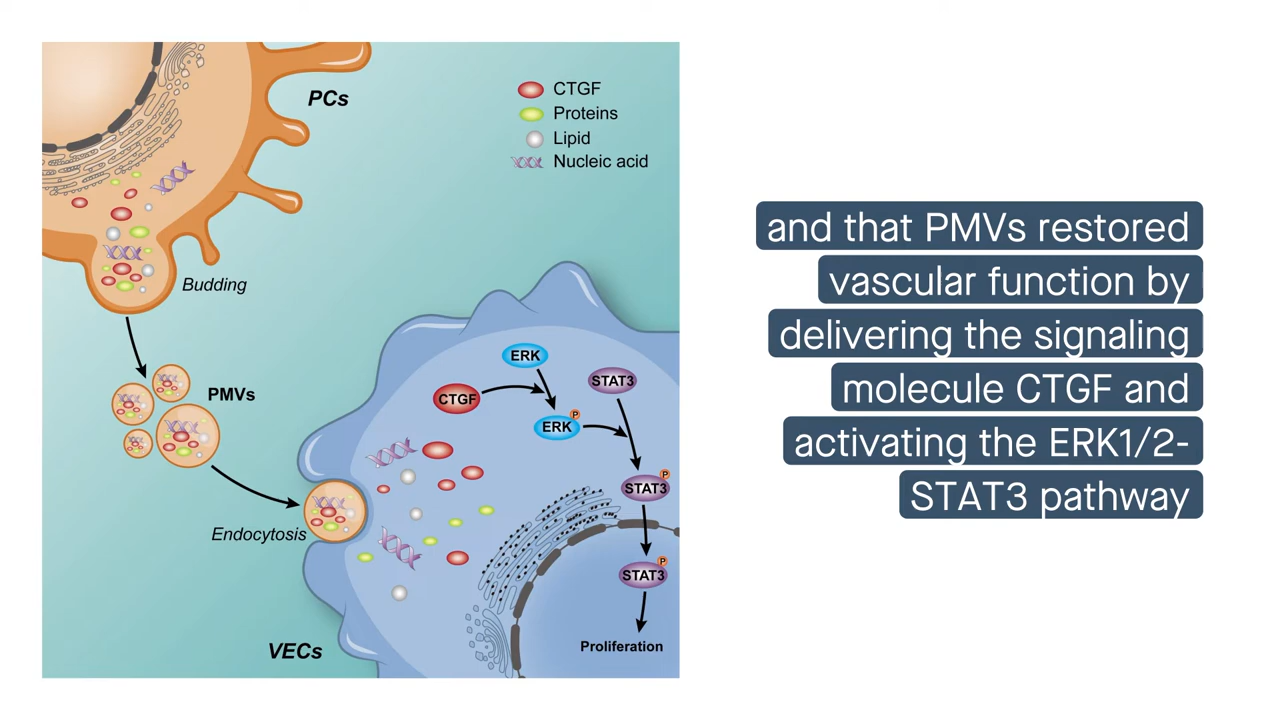 PCs
CTGF
Proteins
Lipid
Nucleic acid
Budding
PMVs
Endocytosis
VECs
ERK
STAT3
CTGF
P
ERK
P
STAT3
P
STAT3
Proliferation
and that PMVs restored
vascular function by
delivering the signaling
molecule CTGF and
activating the ERK1/2-
STAT3 pathway